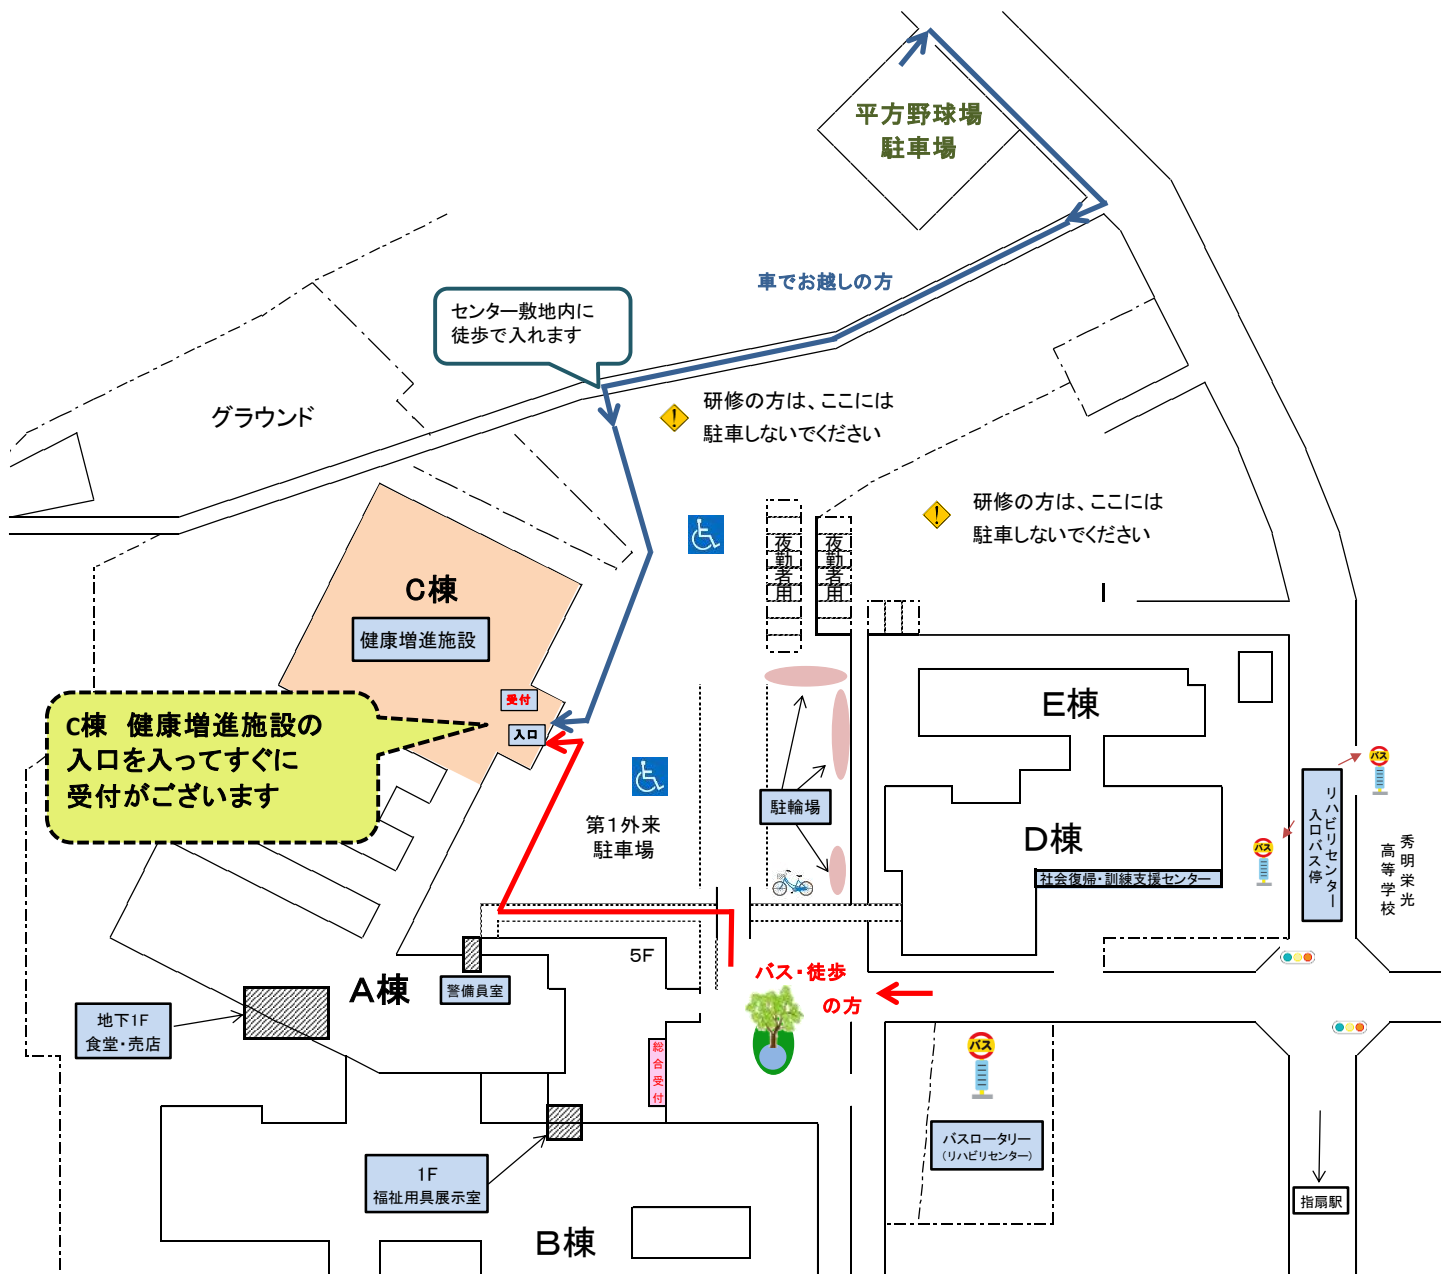 平方野球場
駐車場
車でお越しの方
センター敷地内に
徒歩で入れます
グラウンド
研修の方は、ここには
駐車しないでください
研修の方は、ここには
駐車しないでください
夜勤者用
夜勤者用
C棟
健康増進施設
受付
入口
C棟 健康増進施設の
入口を入ってすぐに
受付がございます
第1外来
駐車場
駐輪場
E棟
D棟
社会復帰・訓練支援センター
バス
バス
リハビリセンター
入口バス停
秀明栄光
高等学校
5F
A棟
警備員室
バス・徒歩
の方
地下1F
食堂・売店
総合受付
バス
バスロータリー
(リハビリセンター)
1F
福祉用具展示室
指扇駅
B棟